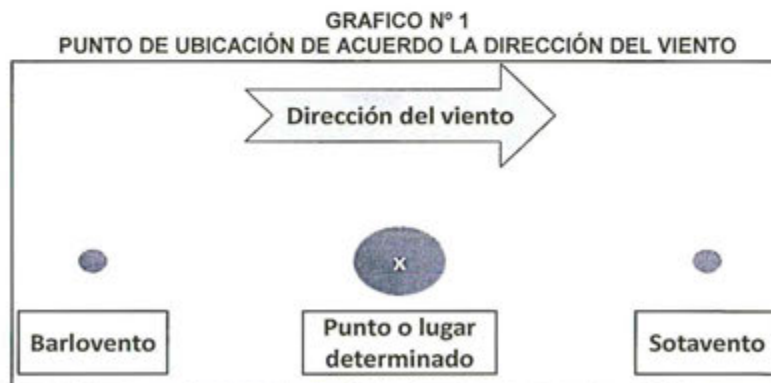 GRAFICO Nº 1
PUNTO DE UBICACIÓN DE ACUERDO LA DIRECCIÓN DEL VIENTO
Dirección del viento
x
Barlovento
Punto o lugar
determinado
Sotavento